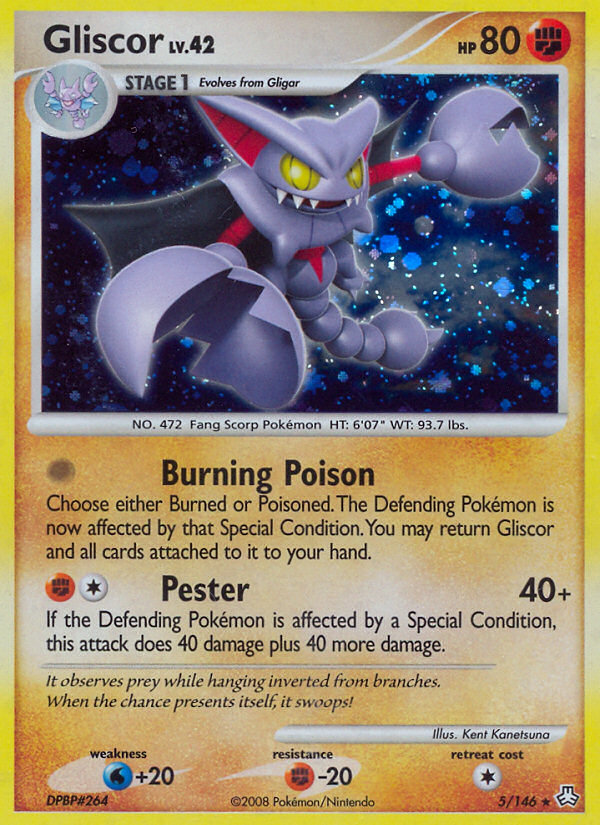 Gliscor LV.42
HP 80
STAGE 1 Evolves from Gligar
NO. 472 Fang Scorp Pokémon HT: 6'07" WT: 93.7 lbs.
Burning Poison
Choose either Burned or Poisoned. The Defending Pokémon is
now affected by that Special Condition. You may return Gliscor
and all cards attached to it to your hand.
Pester 40+
If the Defending Pokémon is affected by a Special Condition,
this attack does 40 damage plus 40 more damage.
It observes prey while hanging inverted from branches.
When the chance presents itself, it swoops!
Illus. Kent Kanetsuna
weakness resistance retreat cost
+20 -20
DPBP#264 ©2008 Pokémon/Nintendo 5/146 ★